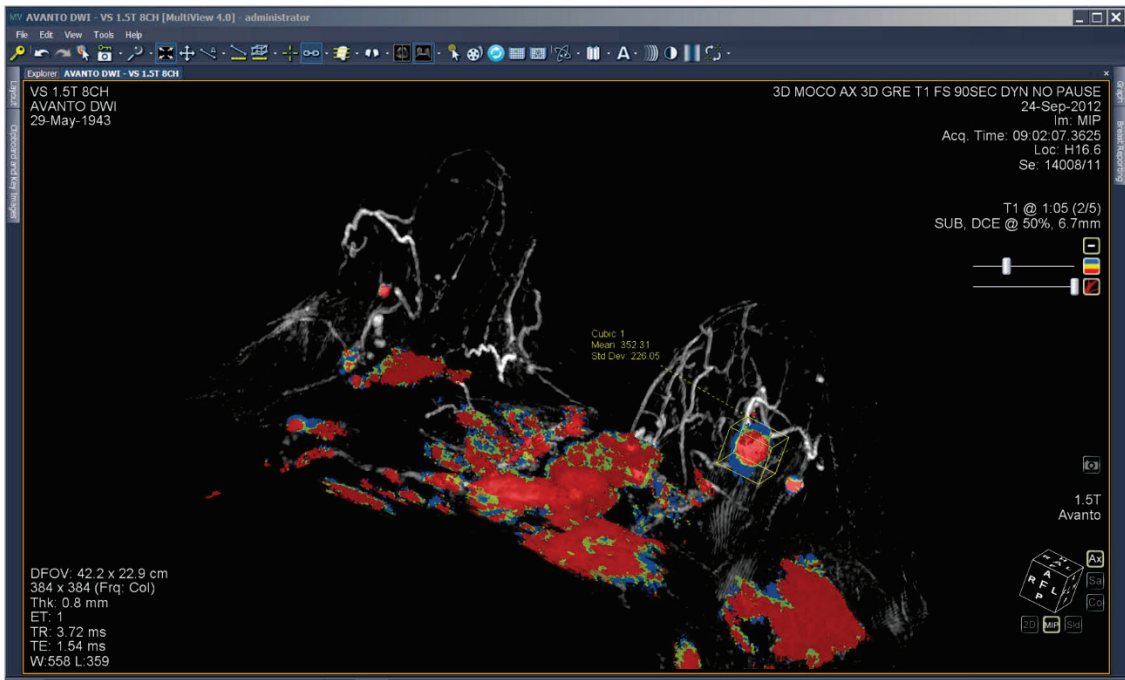 MV AVANTO DWI - VS 1.5T 8CH [MultiView 4.0] - administrator
File Edit View Tools Help
Explorer AVANTO DWI - VS 1.5T 8CH
Layout
Clipboard and Key Images
Graph
Breast Reporting
VS 1.5T 8CH
AVANTO DWI
29-May-1943
3D MOCO AX 3D GRE T1 FS 90SEC DYN NO PAUSE
24-Sep-2012
Im: MIP
Acq. Time: 09:02:07.3625
Loc: H16.6
Se: 14008/11
T1 @ 1:05 (2/5)
SUB, DCE @ 50%, 6.7mm
Cubic 1
Mean: 352.31
Std Dev: 226.05
1.5T
Avanto
Ax
Sa
Co
R A F L P
2D MIP Sld
DFOV: 42.2 x 22.9 cm
384 x 384 (Frq: Col)
Thk: 0.8 mm
ET: 1
TR: 3.72 ms
TE: 1.54 ms
W:558 L:359